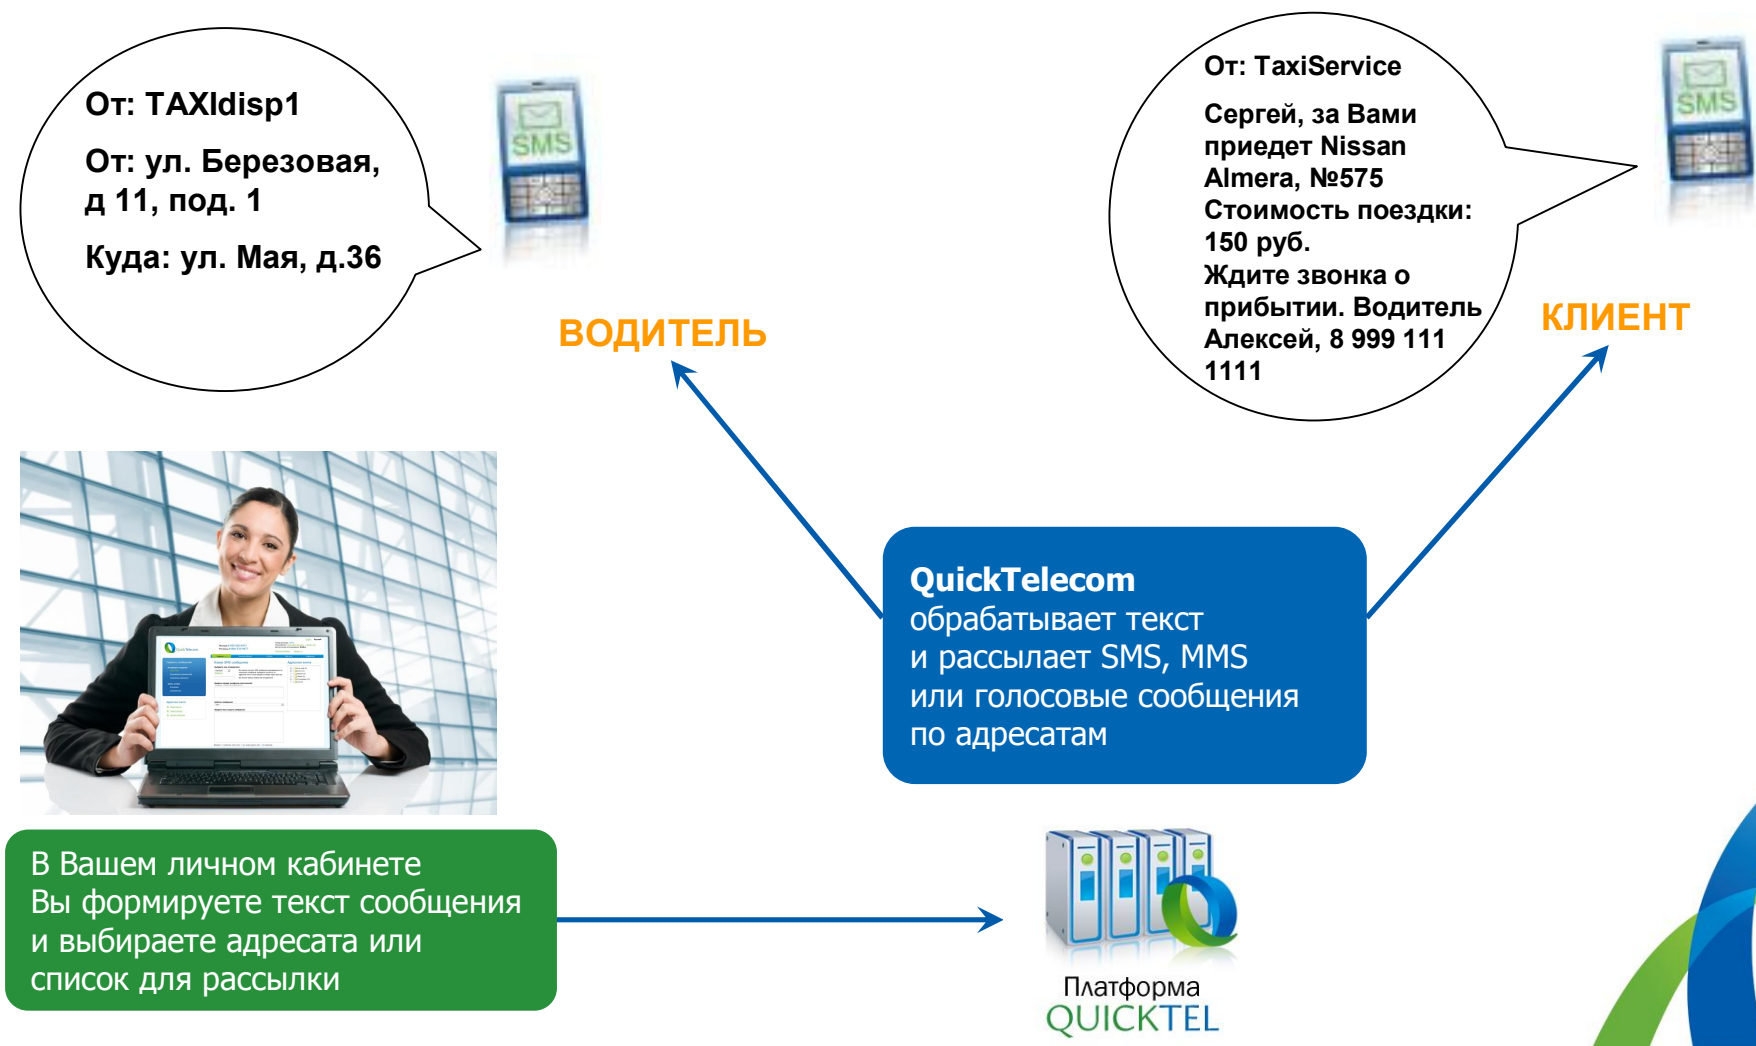 От: TAXIdisp1
От: ул. Березовая,
д 11, под. 1
Куда: ул. Мая, д.36
SMS
ВОДИТЕЛЬ
От: TaxiService
Сергей, за Вами
приедет Nissan
Almera, №575
Стоимость поездки:
150 руб.
Ждите звонка о
прибытии. Водитель
Алексей, 8 999 111
1111
SMS
КЛИЕНТ
QuickTelecom
обрабатывает текст
и рассылает SMS, MMS
или голосовые сообщения
по адресатам
В Вашем личном кабинете
Вы формируете текст сообщения
и выбираете адресата или
список для рассылки
Платформа
QUICKTEL